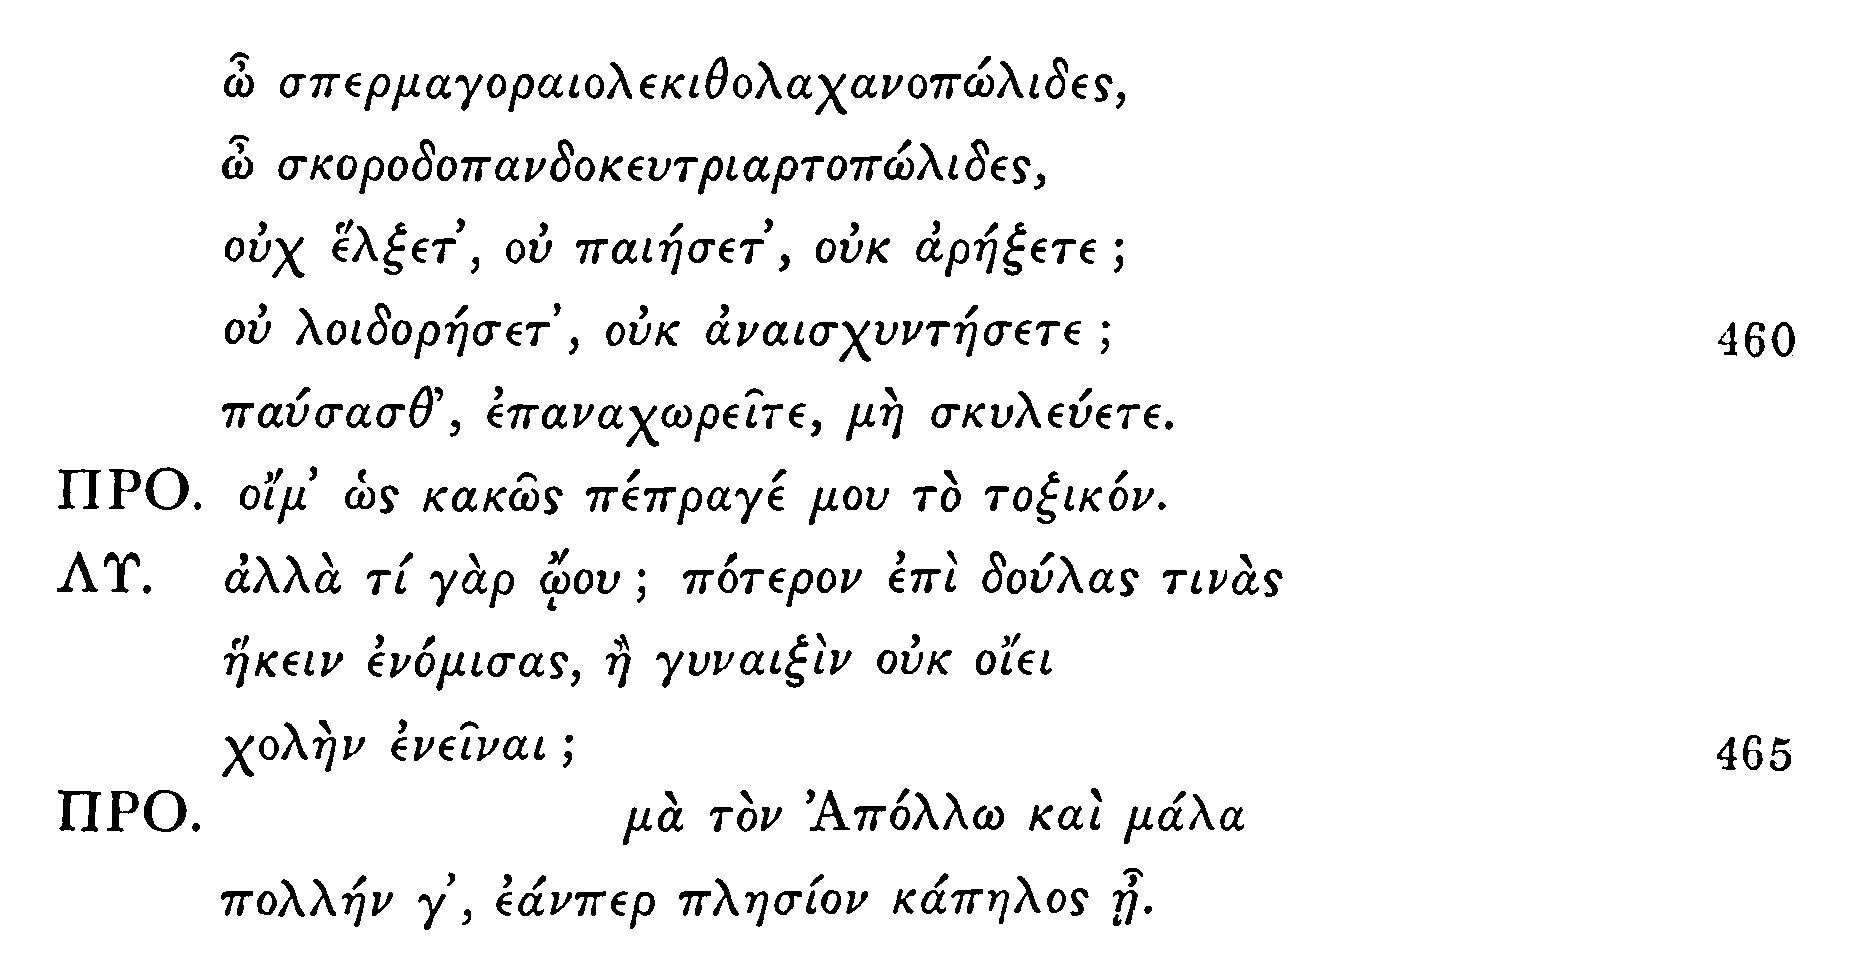 ὦ σπερμαγοραιολεκιθολαχανοπώλιδες,
ὦ σκοροδοπανδοκευτριαρτοπώλιδες,
οὐχ ἕλξετ’, οὐ παιήσετ’, οὐκ ἀρήξετε;
οὐ λοιδορήσετ’, οὐκ ἀναισχυντήσετε; 460
παύσασθ’, ἐπαναχωρεῖτε, μὴ σκυλεύετε.
ΠΡΟ. οἴμ’ ὡς κακῶς πέπραγέ μου τὸ τοξικόν.
ΛΥ. ἀλλὰ τί γὰρ ᾤου; πότερον ἐπὶ δούλας τινὰς
ἥκειν ἐνόμισας, ἢ γυναιξὶν οὐκ οἴει
χολὴν ἐνεῖναι; 465
ΠΡΟ. μὰ τὸν Ἀπόλλω καὶ μάλα
πολλήν γ’, ἐάνπερ πλησίον κάπηλος ᾖ.